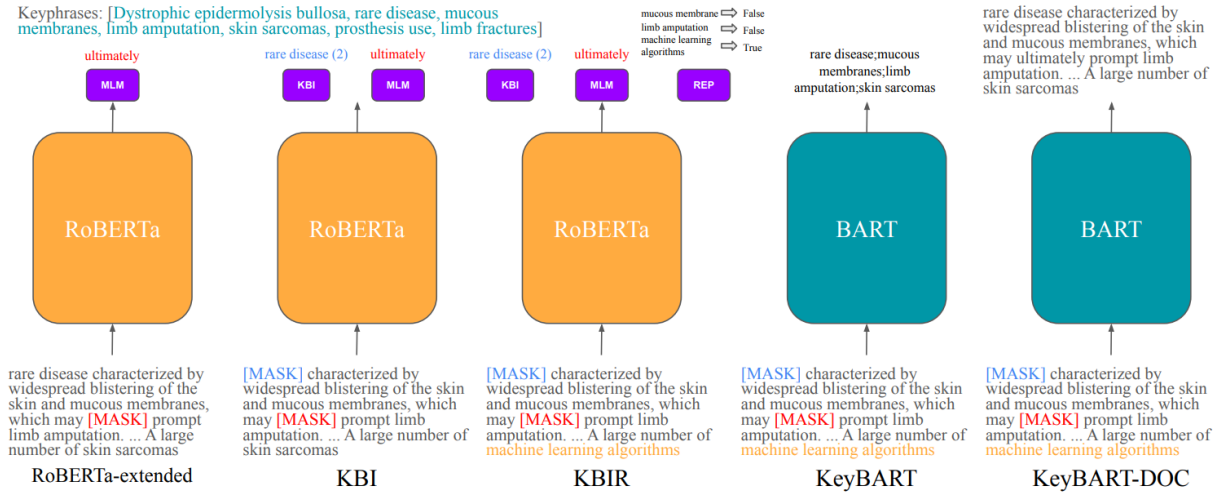 Keyphrases: [Dystrophic epidermolysis bullosa, rare disease, mucous
membranes, limb amputation, skin sarcomas, prosthesis use, limb fractures]
ultimately
MLM
RoBERTa
rare disease characterized by
widespread blistering of the
skin and mucous membranes,
which may [MASK] prompt
limb amputation. ... A large
number of skin sarcomas
RoBERTa-extended
rare disease (2)
ultimately
KBI
MLM
RoBERTa
[MASK] characterized by
widespread blistering of the skin
and mucous membranes, which
may [MASK] prompt limb
amputation. ... A large number of
skin sarcomas
KBI
rare disease (2)
ultimately
mucous membrane
False
limb amputation
False
machine learning
algorithms
True
KBI
MLM
REP
RoBERTa
[MASK] characterized by
widespread blistering of the skin
and mucous membranes, which
may [MASK] prompt limb
amputation. ... A large number of
machine learning algorithms
KBIR
rare disease;mucous
membranes;limb
amputation;skin sarcomas
BART
[MASK] characterized by
widespread blistering of the skin
and mucous membranes, which
may [MASK] prompt limb
amputation. ... A large number of
machine learning algorithms
KeyBART
rare disease characterized by
widespread blistering of the skin
and mucous membranes, which
may ultimately prompt limb
amputation. ... A large number of
skin sarcomas
BART
[MASK] characterized by
widespread blistering of the skin
and mucous membranes, which
may [MASK] prompt limb
amputation. ... A large number of
machine learning algorithms
KeyBART-DOC